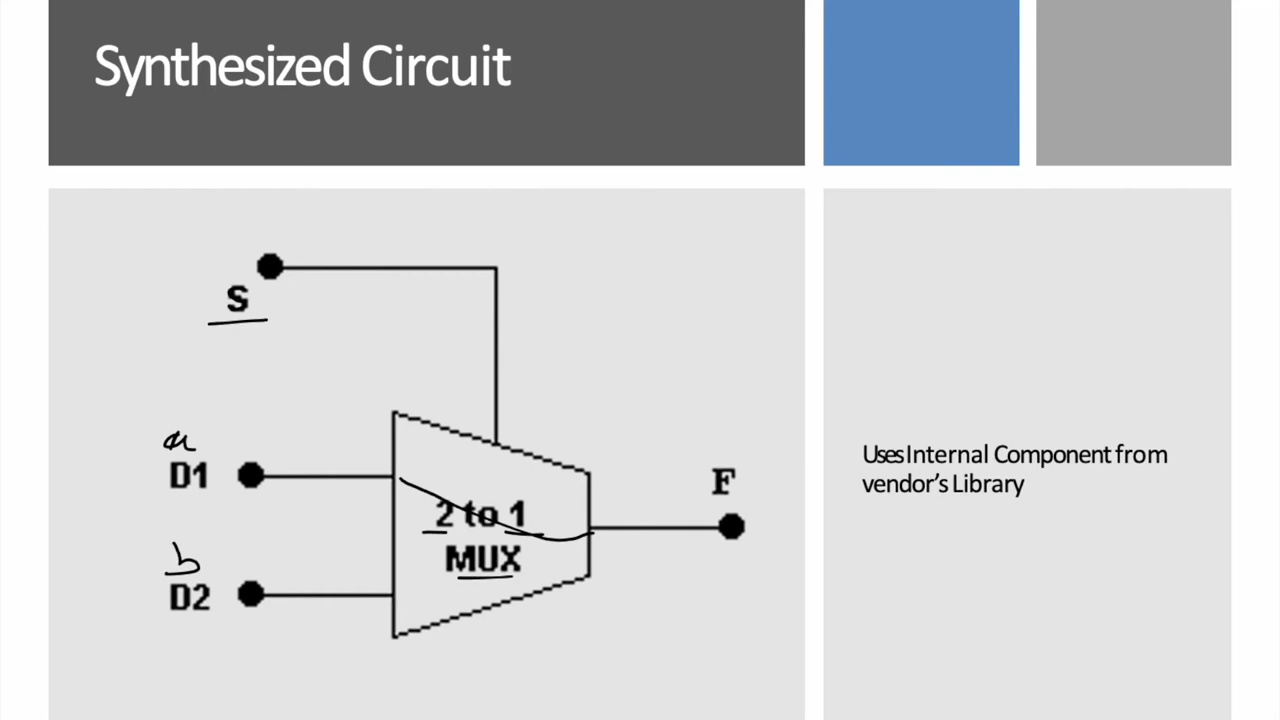 Synthesized Circuit
S
a
D1
b
D2
2 to 1
MUX
F
Uses Internal Component from
vendor's Library